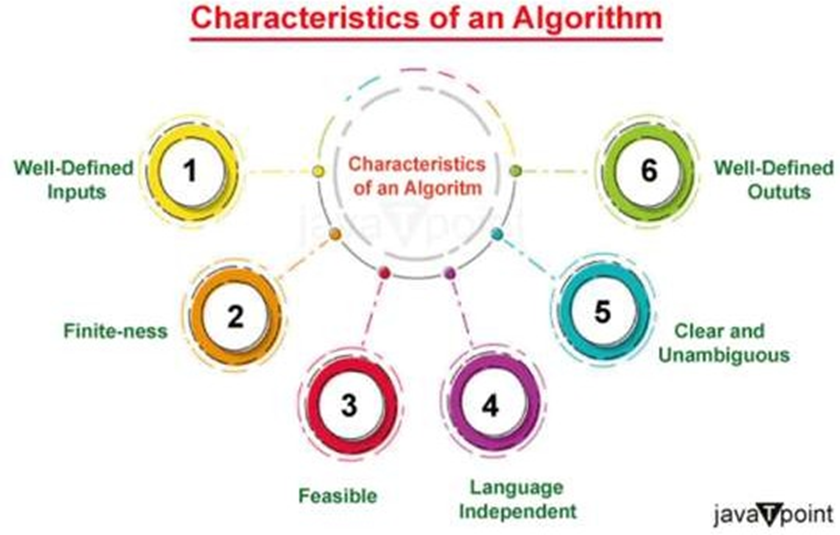 Characteristics of an Algorithm
Characteristics
of an Algoritm
1
Well-Defined
Inputs
2
Finite-ness
3
Feasible
4
Language
Independent
5
Clear and
Unambiguous
6
Well-Defined
Oututs
javaTpoint
javaTpoint